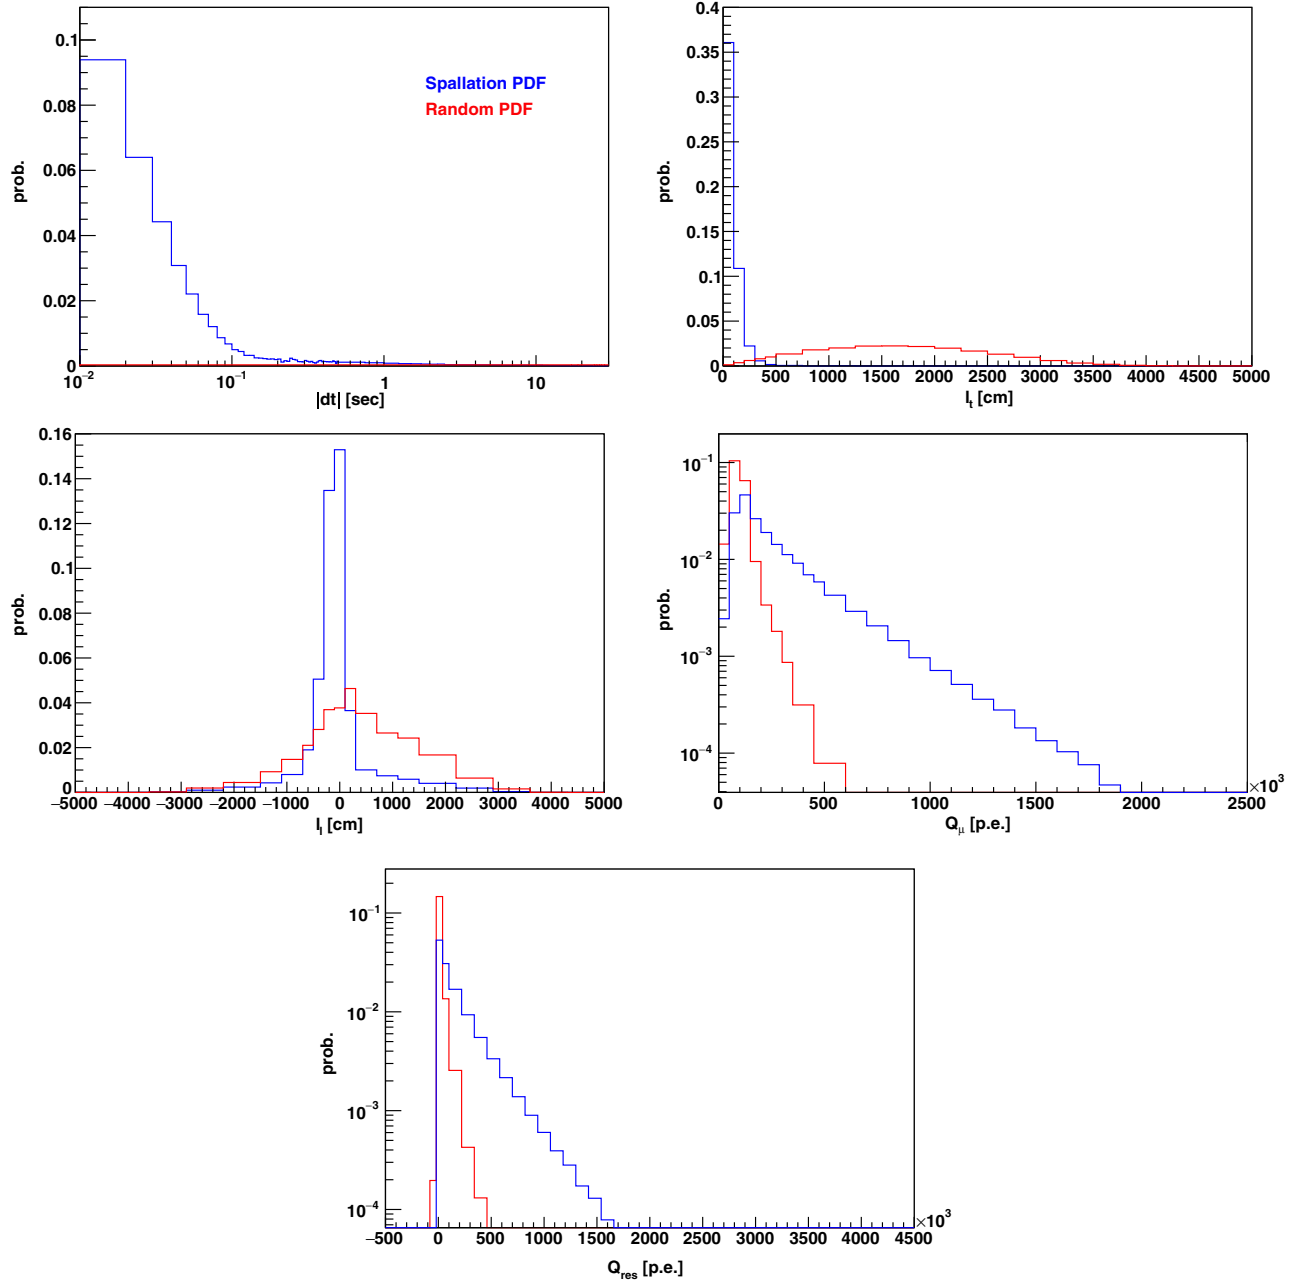 0.1
0.08
0.06
0.04
0.02
0
prob.
Spallation PDF
Random PDF
10⁻² 10⁻¹ 1 10
|dt| [sec]
0.4
0.35
0.3
0.25
0.2
0.15
0.1
0.05
0
prob.
0 500 1000 1500 2000 2500 3000 3500 4000 4500 5000
lₜ [cm]
0.16
0.14
0.12
0.1
0.08
0.06
0.04
0.02
0
prob.
−5000 −4000 −3000 −2000 −1000 0 1000 2000 3000 4000 5000
lₗ [cm]
10⁻¹
10⁻²
10⁻³
10⁻⁴
prob.
0 500 1000 1500 2000 2500
×10³
Q_μ [p.e.]
10⁻¹
10⁻²
10⁻³
10⁻⁴
prob.
−500 0 500 1000 1500 2000 2500 3000 3500 4000 4500
×10³
Q_res [p.e.]